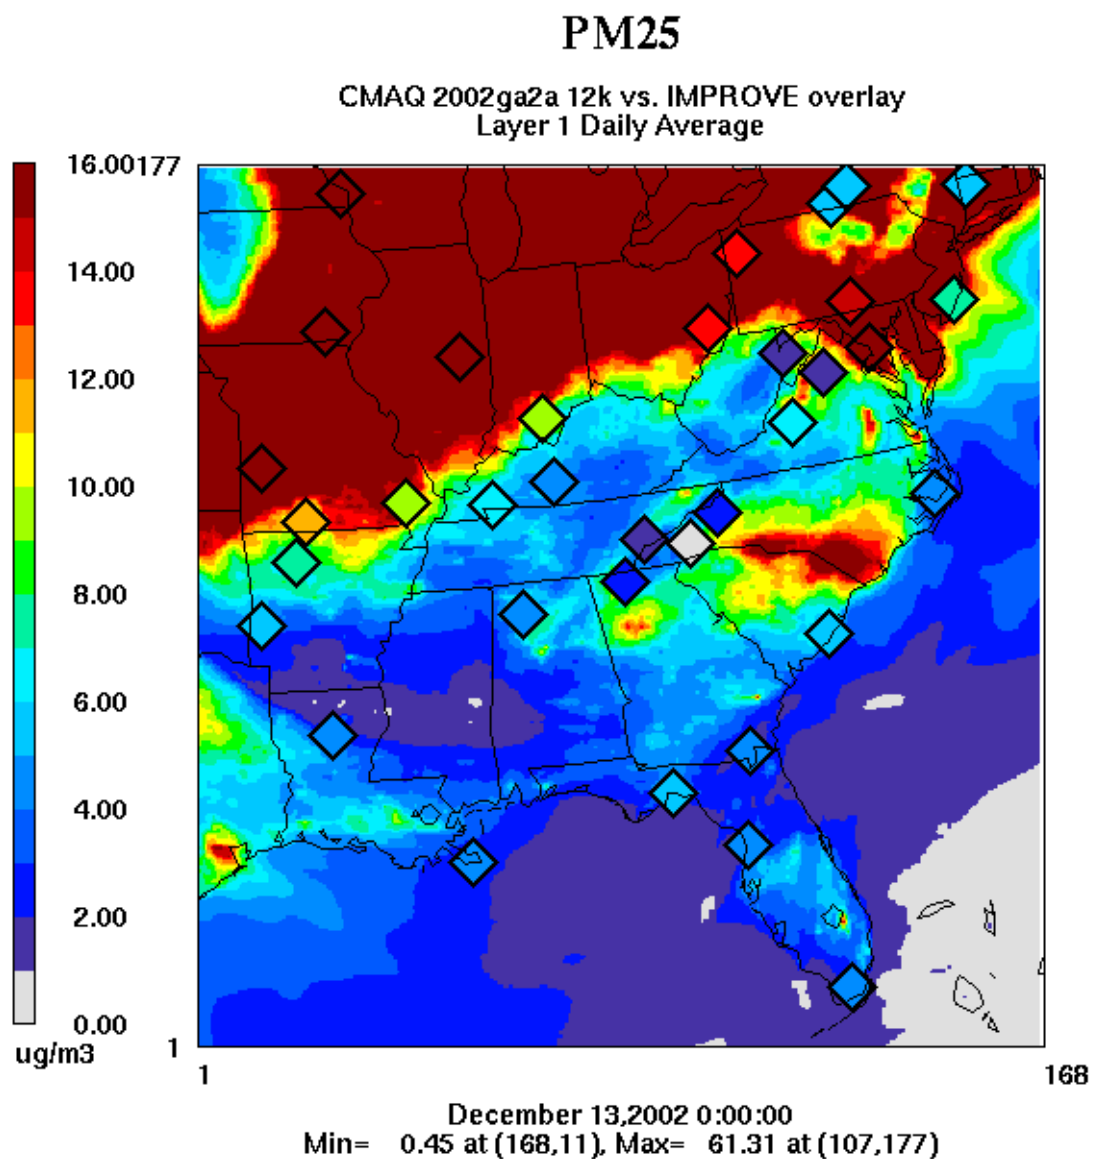 PM25
CMAQ 2002ga2a 12k vs. IMPROVE overlay
Layer 1 Daily Average
16.00
177
14.00
12.00
10.00
8.00
6.00
4.00
2.00
0.00
ug/m3
1
1
168
December 13,2002 0:00:00
Min= 0.45 at (168,11), Max= 61.31 at (107,177)